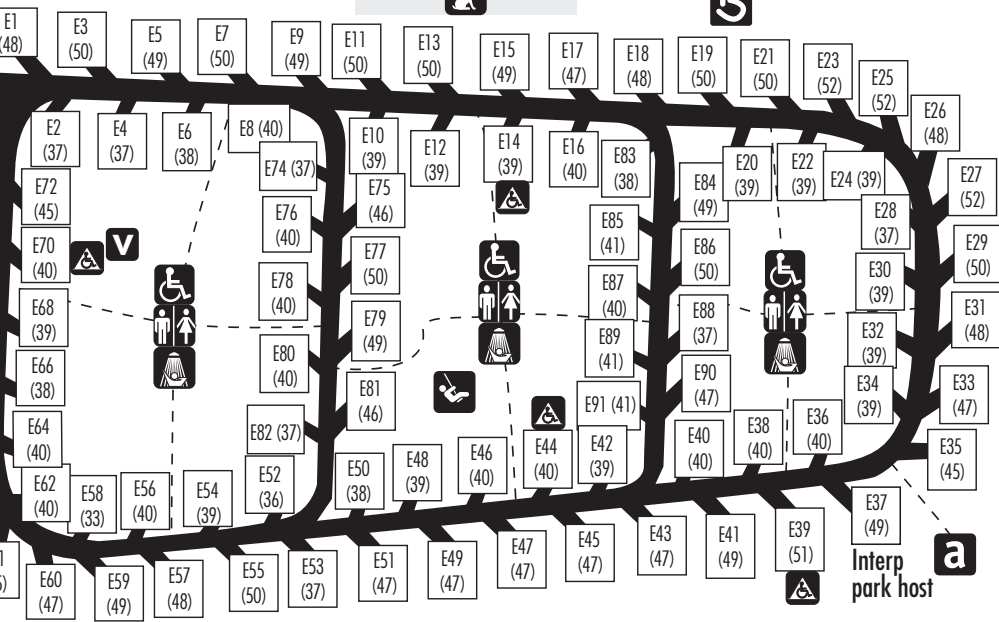 E1
(48)
E3
(50)
E5
(49)
E7
(50)
E9
(49)
E11
(50)
E13
(50)
E15
(49)
E17
(47)
E18
(48)
E19
(50)
E21
(50)
E23
(52)
E25
(52)
E26
(48)
E2
(37)
E4
(37)
E6
(38)
E8 (40)
E10
(39)
E12
(39)
E14
(39)
E16
(40)
E83
(38)
E20
(39)
E22
(39)
E24 (39)
E27
(52)
E74 (37)
E75
(46)
E84
(49)
E72
(45)
E76
(40)
E85
(41)
E28
(37)
E70
(40)
V
E77
(50)
E86
(50)
E29
(50)
E78
(40)
E87
(40)
E30
(39)
E68
(39)
E79
(49)
E88
(37)
E31
(48)
E80
(40)
E89
(41)
E32
(39)
E66
(38)
E81
(46)
E90
(47)
E34
(39)
E33
(47)
E91 (41)
E64
(40)
E82 (37)
E36
(40)
E38
(40)
E40
(40)
E42
(39)
E44
(40)
E46
(40)
E48
(39)
E50
(38)
E52
(36)
E35
(45)
E62
(40)
E58
(33)
E56
(40)
E54
(39)
E37
(49)
E39
(51)
E41
(49)
E43
(47)
E45
(47)
E47
(47)
E49
(47)
E51
(47)
E53
(37)
E55
(50)
E57
(48)
E59
(49)
E60
(47)
a
Interp
park host